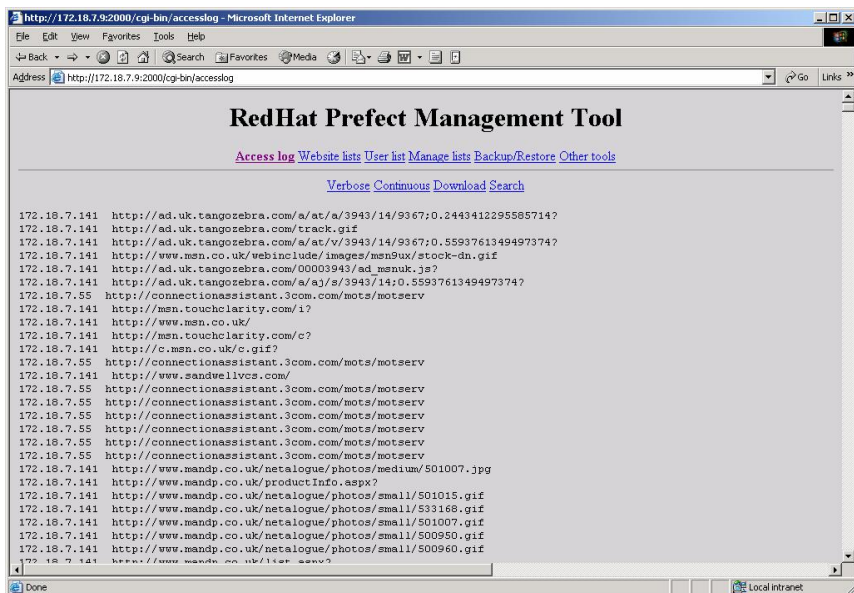 http://172.18.7.9:2000/cgi-bin/accesslog - Microsoft Internet Explorer
File Edit View Favorites Tools Help
Back Search Favorites Media
Address http://172.18.7.9:2000/cgi-bin/accesslog Go Links »
RedHat Prefect Management Tool
Access log Website lists User list Manage lists Backup/Restore Other tools
Verbose Continuous Download Search
172.18.7.141 http://ad.uk.tangozebra.com/a/at/a/3943/14/9367;0.2443412295585714?
172.18.7.141 http://ad.uk.tangozebra.com/track.gif
172.18.7.141 http://ad.uk.tangozebra.com/a/at/v/3943/14/9367;0.5593761349497374?
172.18.7.141 http://www.msn.co.uk/webinclude/images/msn9ux/stock-dn.gif
172.18.7.141 http://ad.uk.tangozebra.com/00003943/ad_msnuk.js?
172.18.7.141 http://ad.uk.tangozebra.com/a/aj/s/3943/14;0.5593761349497374?
172.18.7.55 http://connectionassistant.3com.com/mots/motserv
172.18.7.141 http://msn.touchclarity.com/i?
172.18.7.141 http://www.msn.co.uk/
172.18.7.141 http://msn.touchclarity.com/c?
172.18.7.141 http://c.msn.co.uk/c.gif?
172.18.7.55 http://connectionassistant.3com.com/mots/motserv
172.18.7.141 http://www.sandwellvcs.com/
172.18.7.55 http://connectionassistant.3com.com/mots/motserv
172.18.7.55 http://connectionassistant.3com.com/mots/motserv
172.18.7.55 http://connectionassistant.3com.com/mots/motserv
172.18.7.55 http://connectionassistant.3com.com/mots/motserv
172.18.7.55 http://connectionassistant.3com.com/mots/motserv
172.18.7.55 http://connectionassistant.3com.com/mots/motserv
172.18.7.141 http://www.mandp.co.uk/netalogue/photos/medium/501007.jpg
172.18.7.141 http://www.mandp.co.uk/productInfo.aspx?
172.18.7.141 http://www.mandp.co.uk/netalogue/photos/small/501015.gif
172.18.7.141 http://www.mandp.co.uk/netalogue/photos/small/533168.gif
172.18.7.141 http://www.mandp.co.uk/netalogue/photos/small/501007.gif
172.18.7.141 http://www.mandp.co.uk/netalogue/photos/small/500950.gif
172.18.7.141 http://www.mandp.co.uk/netalogue/photos/small/500960.gif
172.18.7.141 http://www.mandp.co.uk/list.aspx?
Done Local intranet